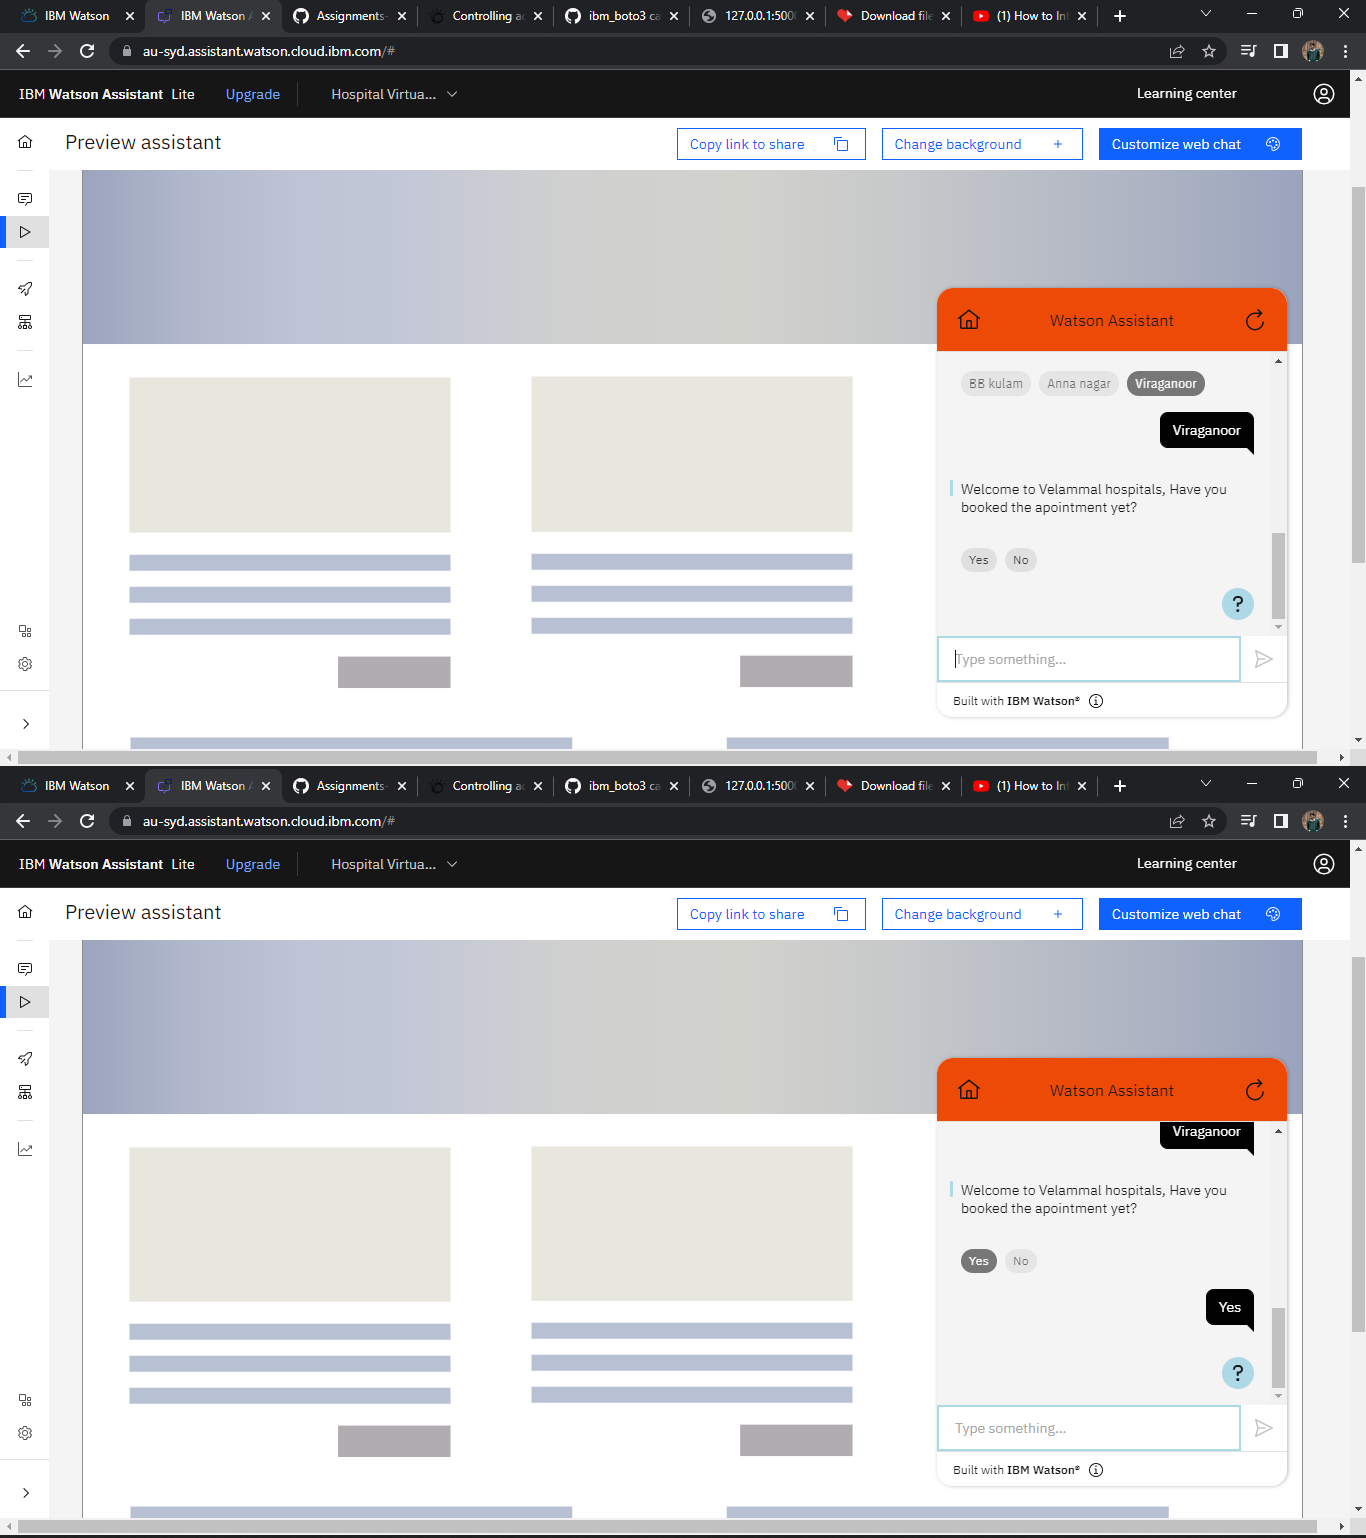 IBM Watson
IBM Watson A
Assignments-
Controlling ac
ibm_boto3 ca
127.0.0.1:500
Download file
(1) How to Int
au-syd.assistant.watson.cloud.ibm.com/#
IBM Watson Assistant Lite Upgrade Hospital Virtua... Learning center
Preview assistant Copy link to share Change background + Customize web chat
Watson Assistant
BB kulam Anna nagar Viraganoor
Viraganoor
Welcome to Velammal hospitals, Have you
booked the apointment yet?
Yes No
?
Type something...
Built with IBM Watson®
IBM Watson
IBM Watson A
Assignments-
Controlling ac
ibm_boto3 ca
127.0.0.1:500
Download file
(1) How to Int
au-syd.assistant.watson.cloud.ibm.com/#
IBM Watson Assistant Lite Upgrade Hospital Virtua... Learning center
Preview assistant Copy link to share Change background + Customize web chat
Watson Assistant
Viraganoor
Welcome to Velammal hospitals, Have you
booked the apointment yet?
Yes No
Yes
?
Type something...
Built with IBM Watson®